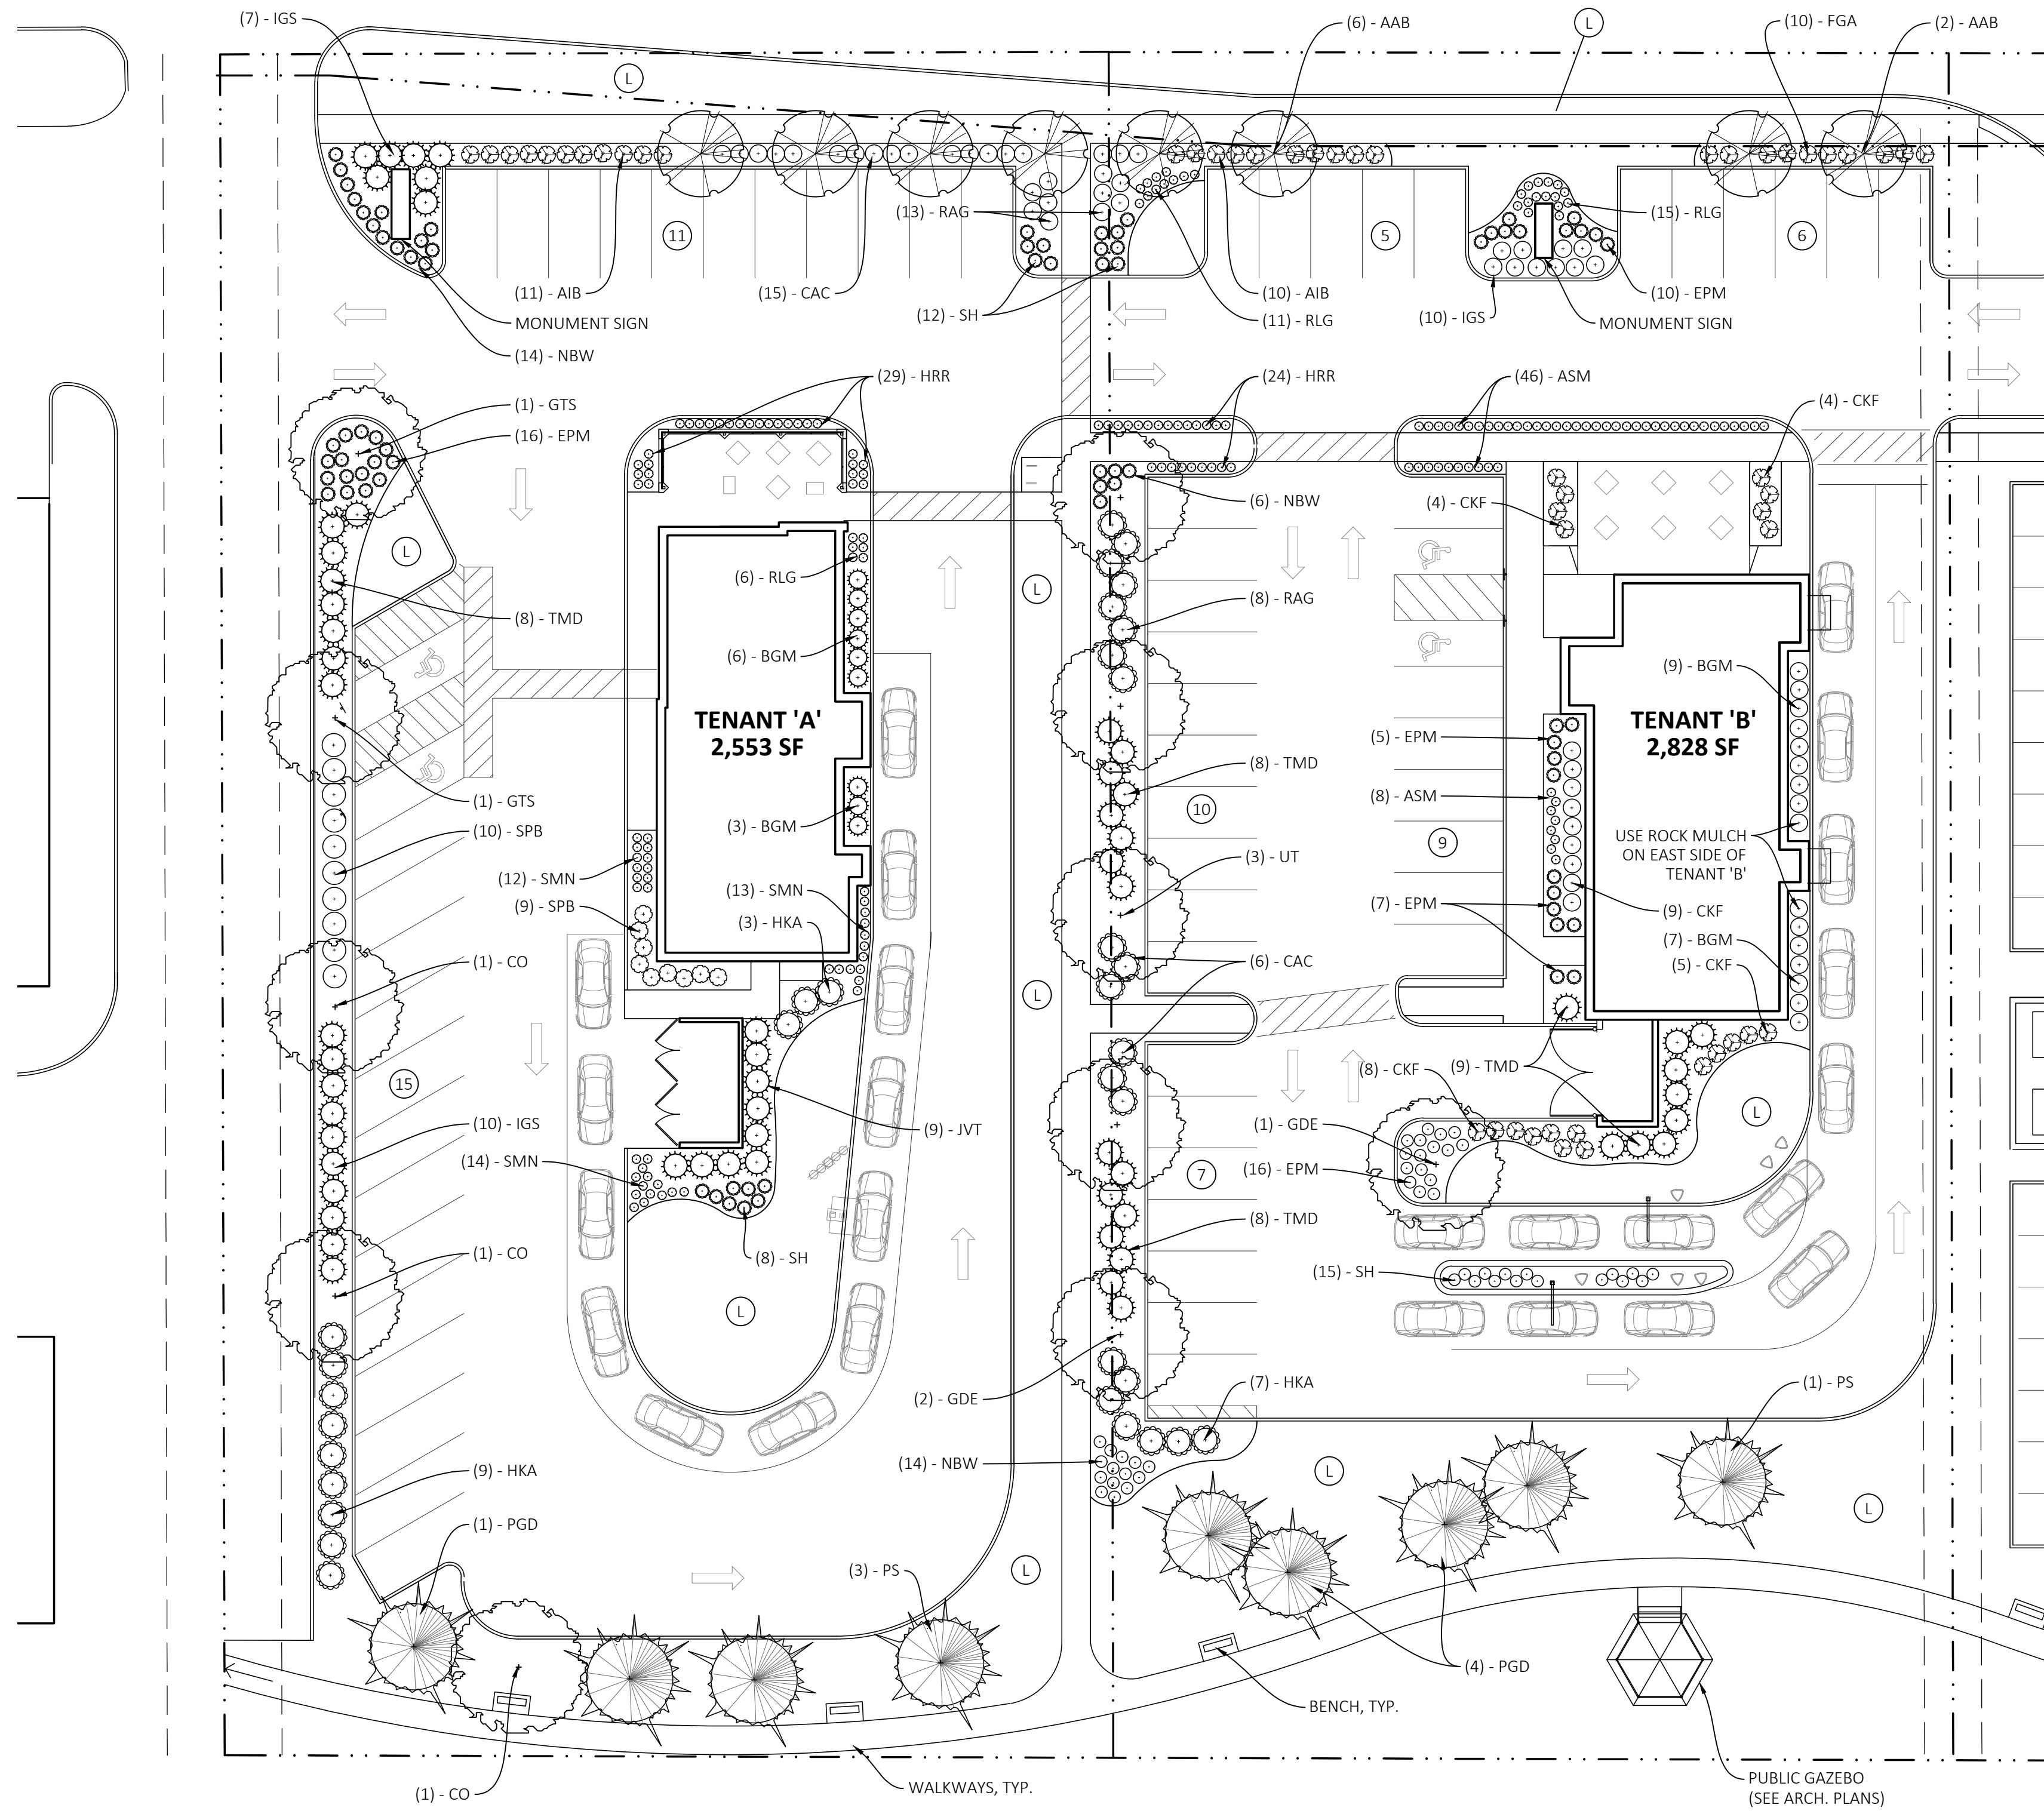 (7) - IGS
(6) - AAB
L
(10) - FGA
(2) - AAB
L
(13) - RAG
(15) - RLG
11
5
6
(11) - AIB
(15) - CAC
(10) - AIB
(10) - EPM
(12) - SH
(11) - RLG
(10) - IGS
MONUMENT SIGN
MONUMENT SIGN
(14) - NBW
(29) - HRR
(24) - HRR
(46) - ASM
(4) - CKF
(1) - GTS
(16) - EPM
(6) - NBW
(4) - CKF
L
(6) - RLG
L
(8) - RAG
(8) - TMD
(6) - BGM
(9) - BGM
TENANT 'A'
2,553 SF
TENANT 'B'
2,828 SF
(5) - EPM
(8) - TMD
(1) - GTS
(8) - ASM
10
(10) - SPB
(3) - BGM
USE ROCK MULCH
ON EAST SIDE OF
TENANT 'B'
9
(3) - UT
(12) - SMN
(13) - SMN
(9) - SPB
(7) - EPM
(9) - CKF
(3) - HKA
(7) - BGM
(1) - CO
(6) - CAC
(5) - CKF
L
15
(8) - CKF
(9) - TMD
L
(10) - IGS
(9) - JVT
(1) - GDE
(14) - SMN
7
(16) - EPM
(8) - TMD
(1) - CO
(8) - SH
(15) - SH
L
(2) - GDE
(7) - HKA
(1) - PS
(14) - NBW
(9) - HKA
L
L
(1) - PGD
(3) - PS
L
(4) - PGD
BENCH, TYP.
(1) - CO
WALKWAYS, TYP.
PUBLIC GAZEBO
(SEE ARCH. PLANS)